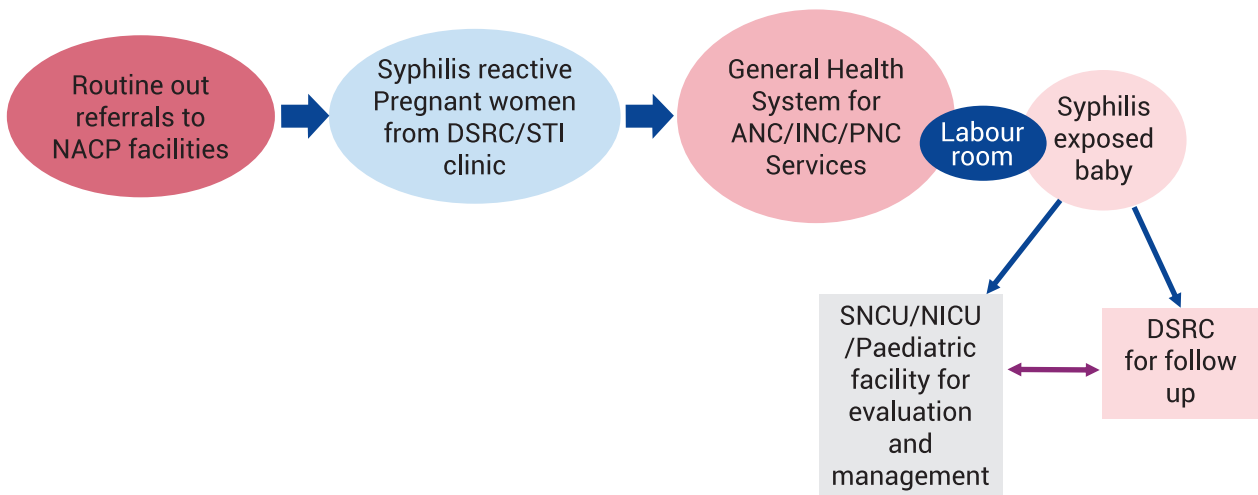 Routine out
referrals to
NACP facilities
Syphilis reactive
Pregnant women
from DSRC/STI
clinic
General Health
System for
ANC/INC/PNC
Services
Labour
room
Syphilis
exposed
baby
SNCU/NICU
/Paediatric
facility for
evaluation
and
management
DSRC
for follow
up